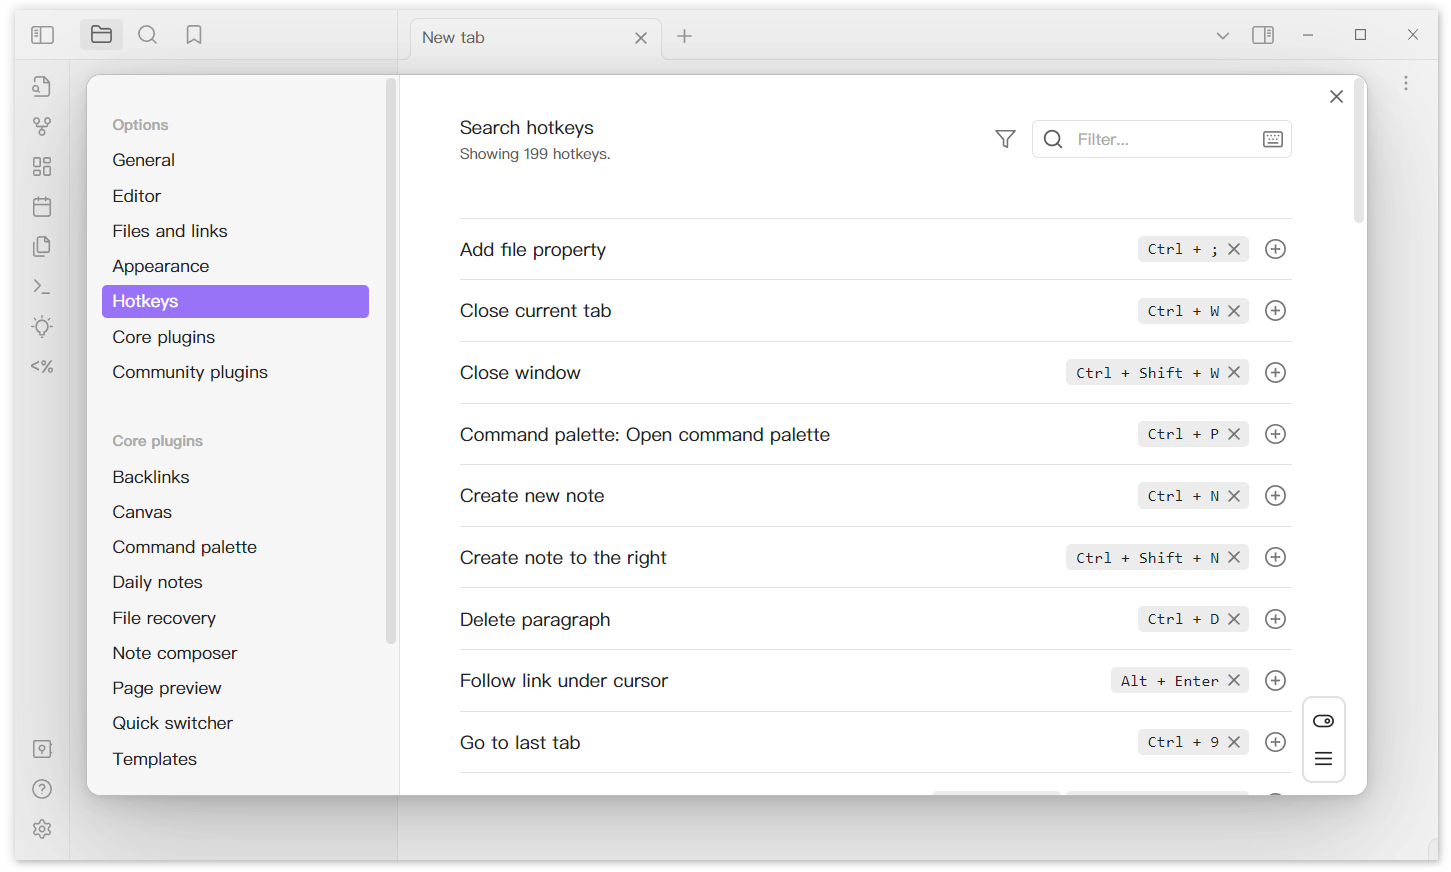 New tab
Options
General
Editor
Files and links
Appearance
Hotkeys
Core plugins
Community plugins
Core plugins
Backlinks
Canvas
Command palette
Daily notes
File recovery
Note composer
Page preview
Quick switcher
Templates
Search hotkeys
Showing 199 hotkeys.
Filter...
Add file property Ctrl + ;
Close current tab Ctrl + W
Close window Ctrl + Shift + W
Command palette: Open command palette Ctrl + P
Create new note Ctrl + N
Create note to the right Ctrl + Shift + N
Delete paragraph Ctrl + D
Follow link under cursor Alt + Enter
Go to last tab Ctrl + 9
<%